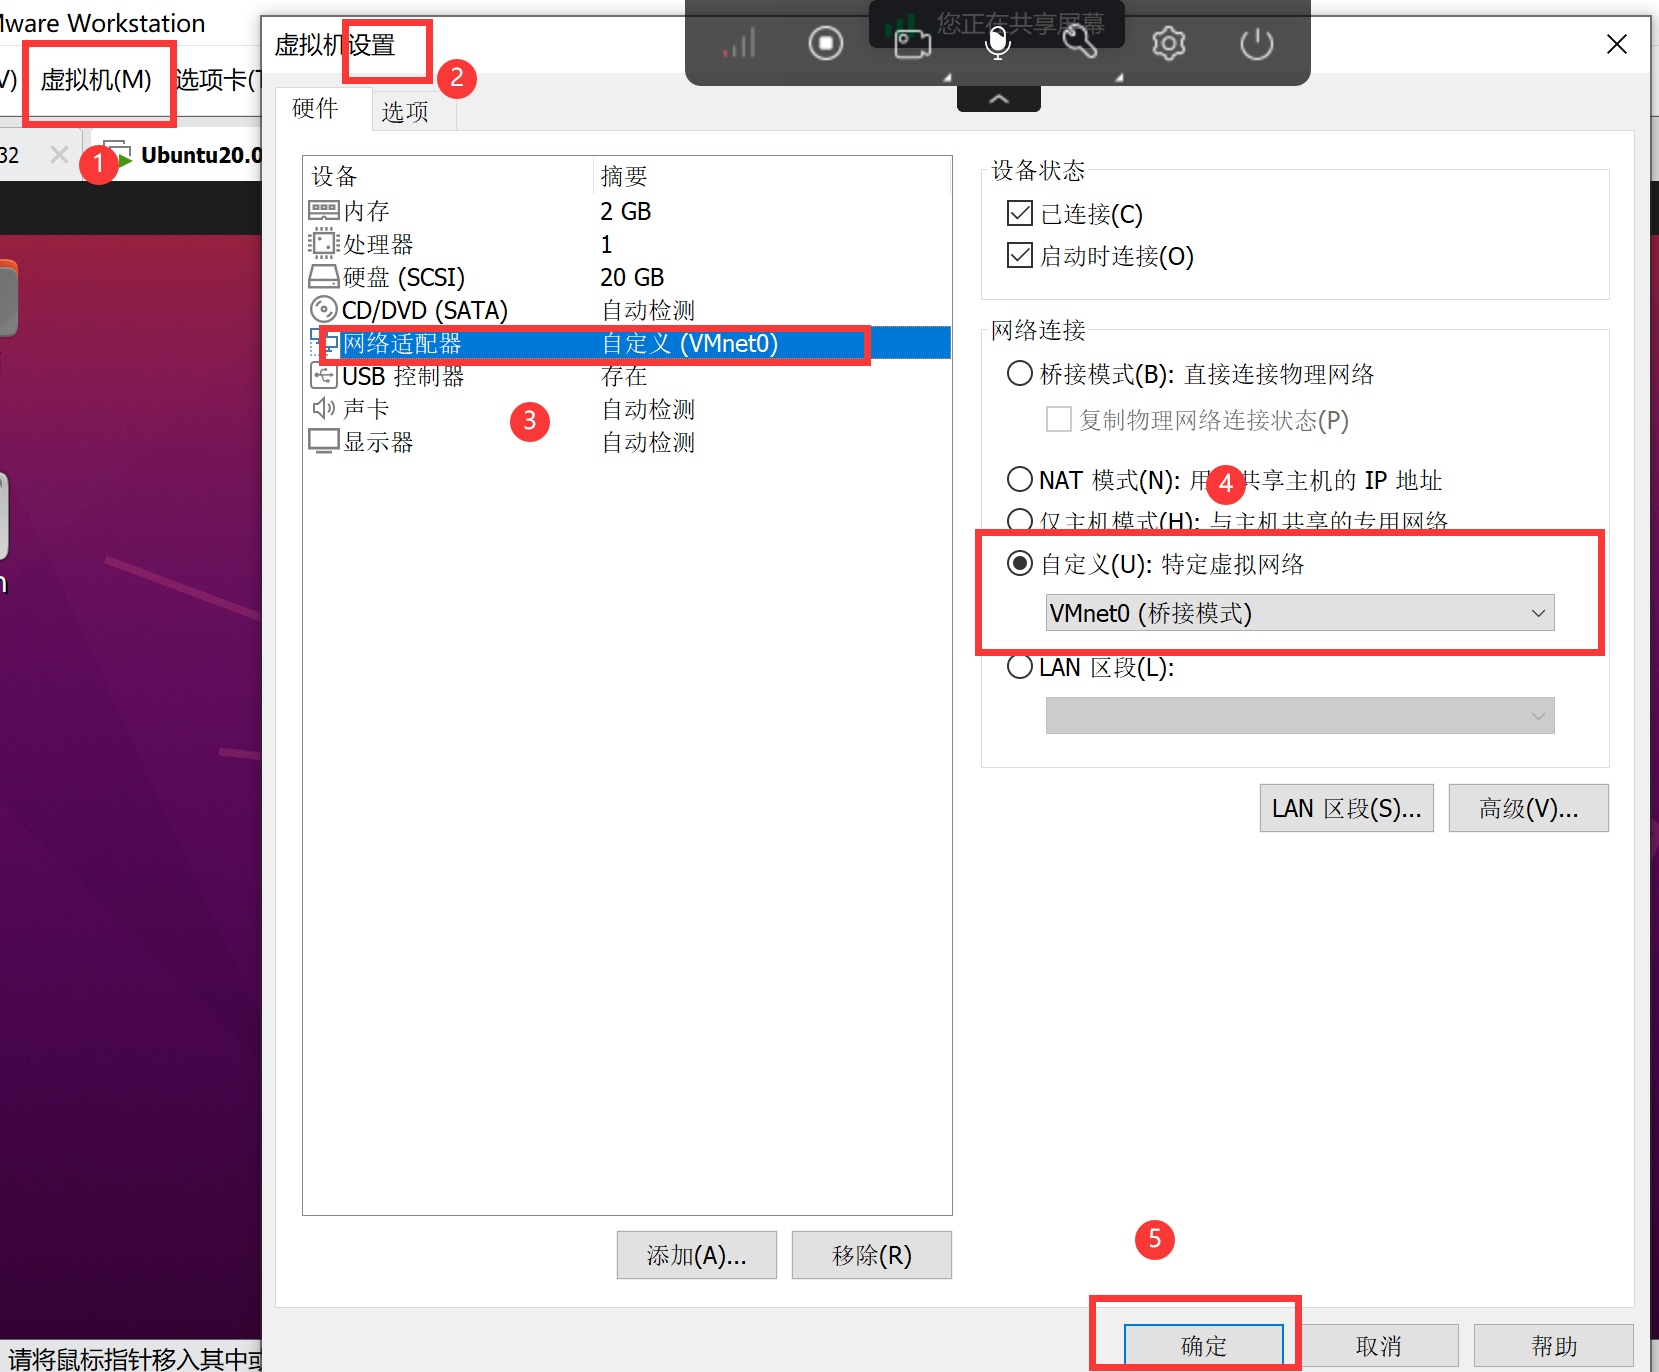 Mware Workstation
V) 虚拟机(M) 选项卡(T
32 Ubuntu20.0
1
虚拟机设置
2
您正在共享屏幕
硬件 选项
设备 摘要
内存 2 GB
处理器 1
硬盘 (SCSI) 20 GB
CD/DVD (SATA) 自动检测
网络适配器 自定义 (VMnet0)
USB 控制器 存在
声卡 自动检测
显示器 自动检测
3
添加(A)... 移除(R)
设备状态
已连接(C)
启动时连接(O)
网络连接
桥接模式(B): 直接连接物理网络
复制物理网络连接状态(P)
NAT 模式(N): 用 共享主机的 IP 地址
4
仅主机模式(H): 与主机共享的专用网络
自定义(U): 特定虚拟网络
VMnet0 (桥接模式)
LAN 区段(L):
LAN 区段(S)... 高级(V)...
5
确定 取消 帮助
请将鼠标指针移入其中或
n